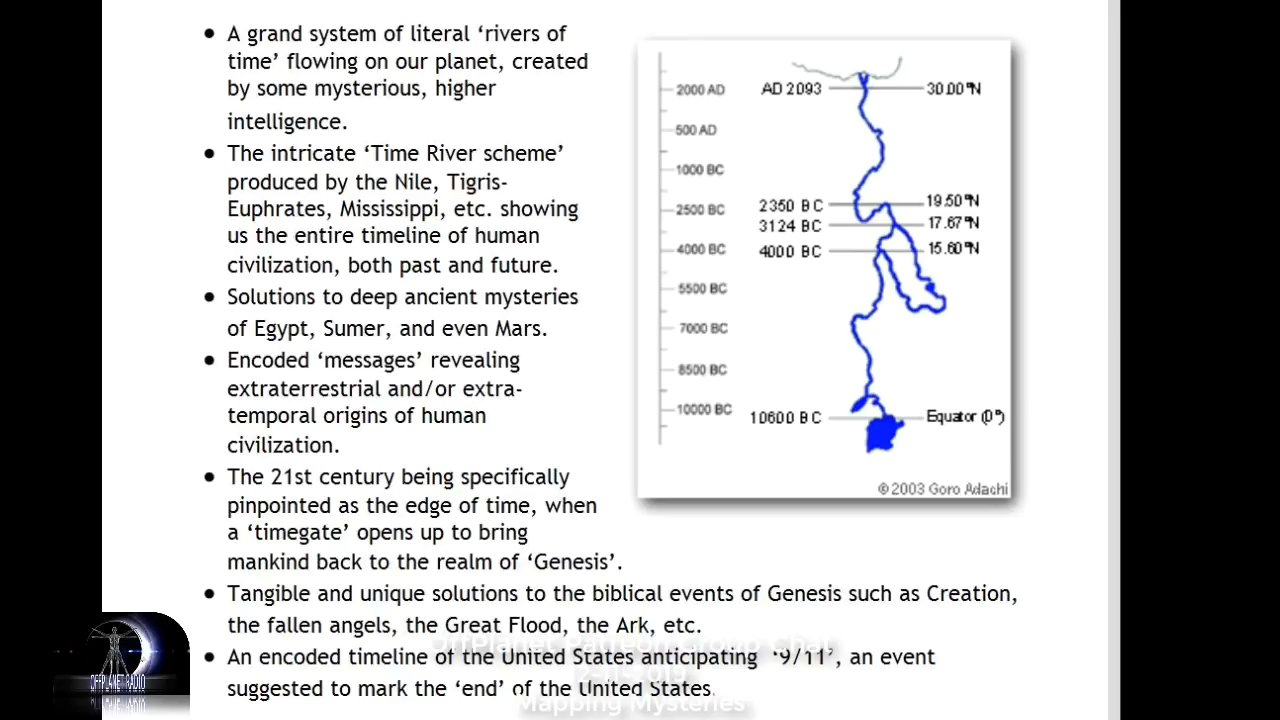 • A grand system of literal ‘rivers of
time’ flowing on our planet, created
by some mysterious, higher
intelligence.
• The intricate ‘Time River scheme’
produced by the Nile, Tigris-
Euphrates, Mississippi, etc. showing
us the entire timeline of human
civilization, both past and future.
• Solutions to deep ancient mysteries
of Egypt, Sumer, and even Mars.
• Encoded ‘messages’ revealing
extraterrestrial and/or extra-
temporal origins of human
civilization.
• The 21st century being specifically
pinpointed as the edge of time, when
a ‘timegate’ opens up to bring
mankind back to the realm of ‘Genesis’.
• Tangible and unique solutions to the biblical events of Genesis such as Creation,
the fallen angels, the Great Flood, the Ark, etc.
• An encoded timeline of the United States anticipating ‘9/11’, an event
suggested to mark the ‘end’ of the United States.
2000 AD
500 AD
1000 BC
2500 BC
4000 BC
5500 BC
7000 BC
8500 BC
10000 BC
AD 2093 30.00°N
2350 BC 19.50°N
3124 BC 17.67°N
4000 BC 15.60°N
10600 BC Equator (0°)
© 2003 Goro Adachi
OFFPLANET RADIO
OffPlanet Patreon Group Chat
Mapping Mysteries